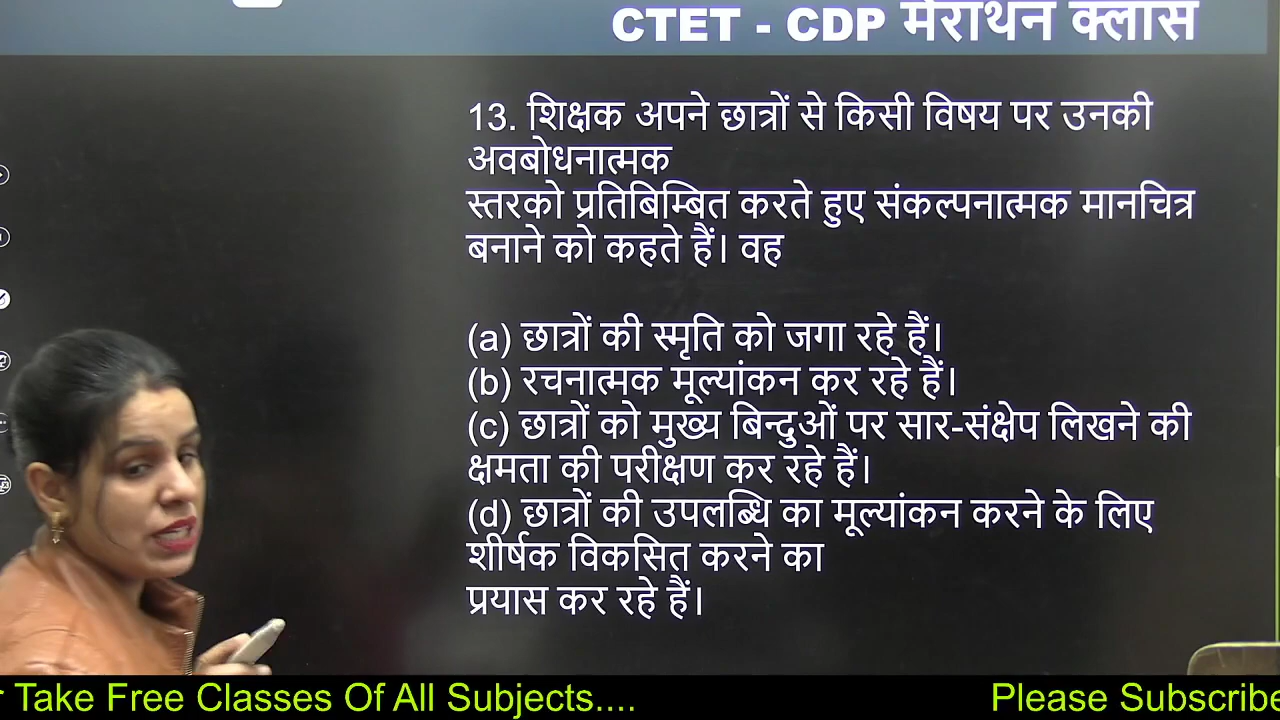 CTET - CDP मैराथन क्लास
13. शिक्षक अपने छात्रों से किसी विषय पर उनकी
अवबोधनात्मक
स्तरको प्रतिबिम्बित करते हुए संकल्पनात्मक मानचित्र
बनाने को कहते हैं। वह
(a) छात्रों की स्मृति को जगा रहे हैं।
(b) रचनात्मक मूल्यांकन कर रहे हैं।
(c) छात्रों को मुख्य बिन्दुओं पर सार-संक्षेप लिखने की
क्षमता की परीक्षण कर रहे हैं।
(d) छात्रों की उपलब्धि का मूल्यांकन करने के लिए
शीर्षक विकसित करने का
प्रयास कर रहे हैं।
Take Free Classes Of All Subjects.... Please Subscribe